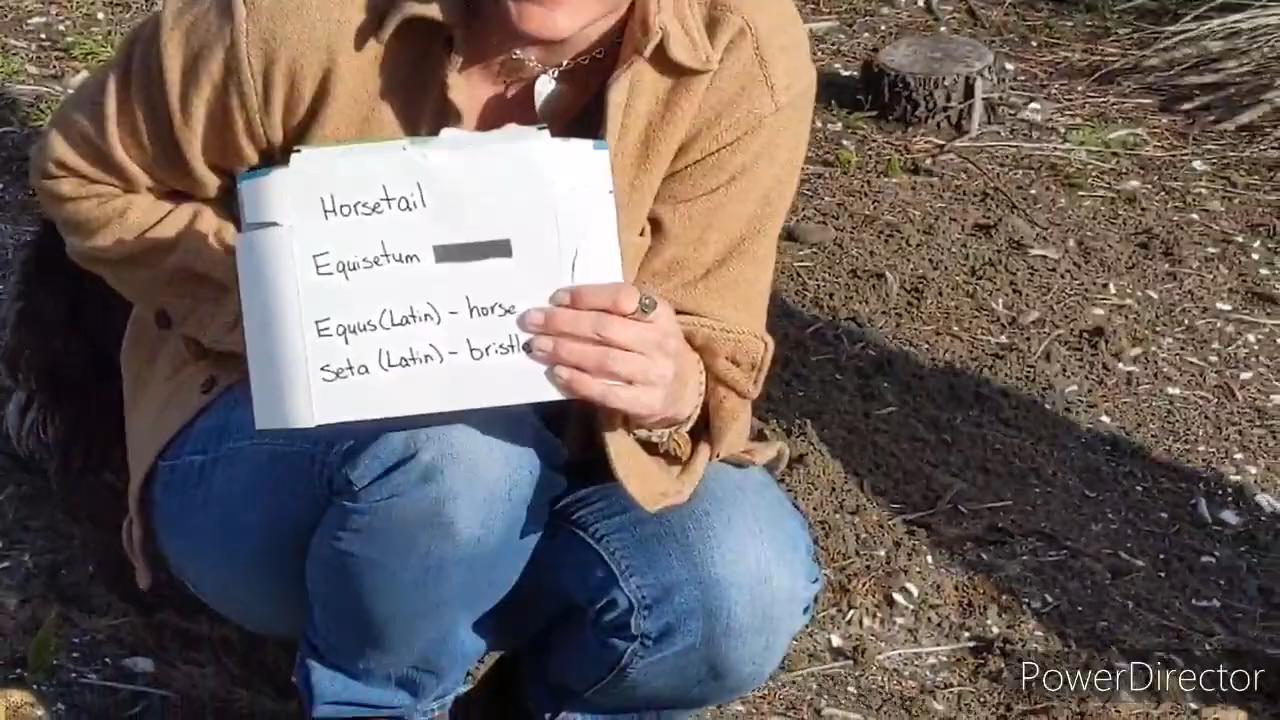 Horsetail
Equisetum
Equus (Latin) - horse
Seta (Latin) - bristle
PowerDirector